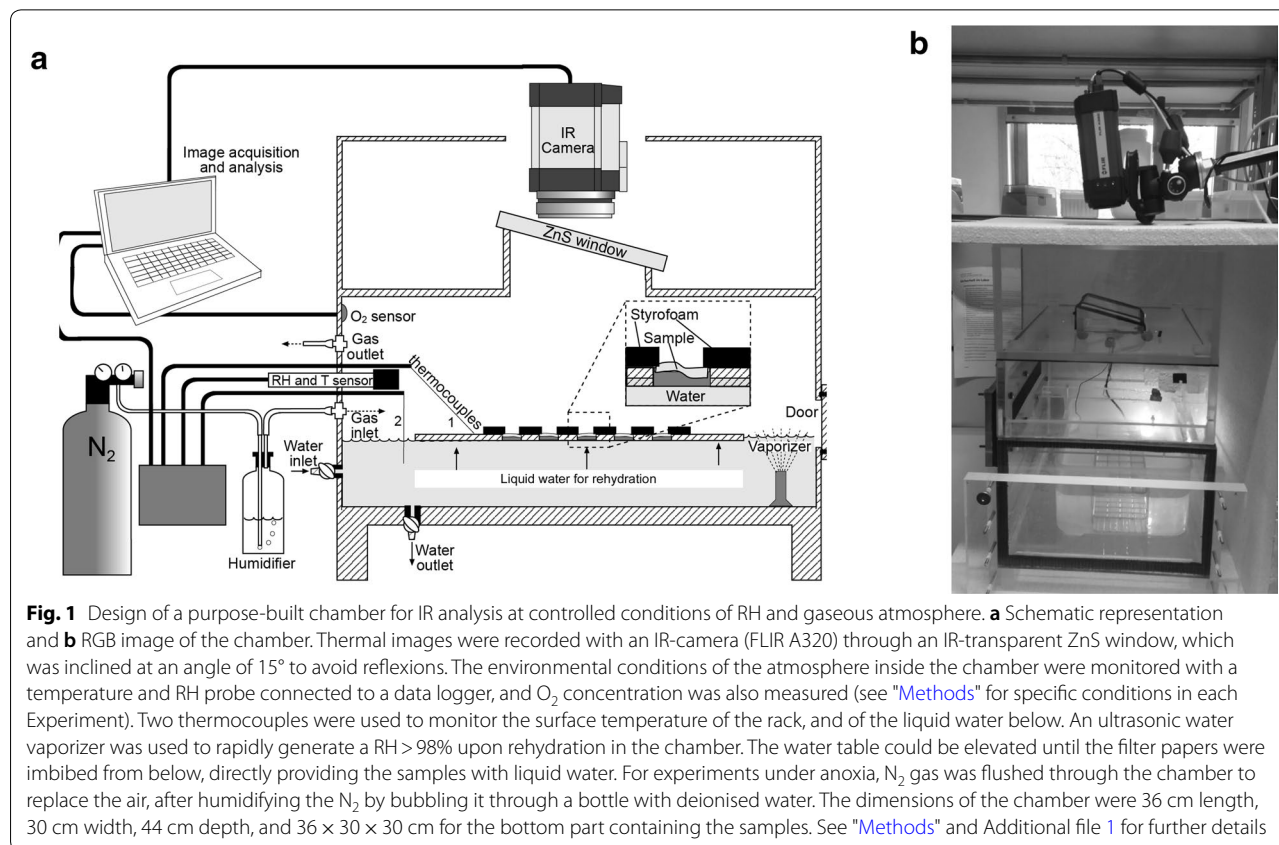 a
b
IR
Camera
Image acquisition
and analysis
ZnS window
O₂ sensor
Gas
outlet
Styrofoam
Sample
Water
thermocouples
RH and T sensor
Gas
inlet
2
1
Door
Water
inlet
Vaporizer
N₂
Liquid water for rehydration
Water
outlet
Humidifier
FLIR
Fig. 1 Design of a purpose-built chamber for IR analysis at controlled conditions of RH and gaseous atmosphere. a Schematic representation
and b RGB image of the chamber. Thermal images were recorded with an IR-camera (FLIR A320) through an IR-transparent ZnS window, which
was inclined at an angle of 15° to avoid reflexions. The environmental conditions of the atmosphere inside the chamber were monitored with a
temperature and RH probe connected to a data logger, and O₂ concentration was also measured (see "Methods" for specific conditions in each
Experiment). Two thermocouples were used to monitor the surface temperature of the rack, and of the liquid water below. An ultrasonic water
vaporizer was used to rapidly generate a RH > 98% upon rehydration in the chamber. The water table could be elevated until the filter papers were
imbibed from below, directly providing the samples with liquid water. For experiments under anoxia, N₂ gas was flushed through the chamber to
replace the air, after humidifying the N₂ by bubbling it through a bottle with deionised water. The dimensions of the chamber were 36 cm length,
30 cm width, 44 cm depth, and 36 × 30 × 30 cm for the bottom part containing the samples. See "Methods" and Additional file 1 for further details